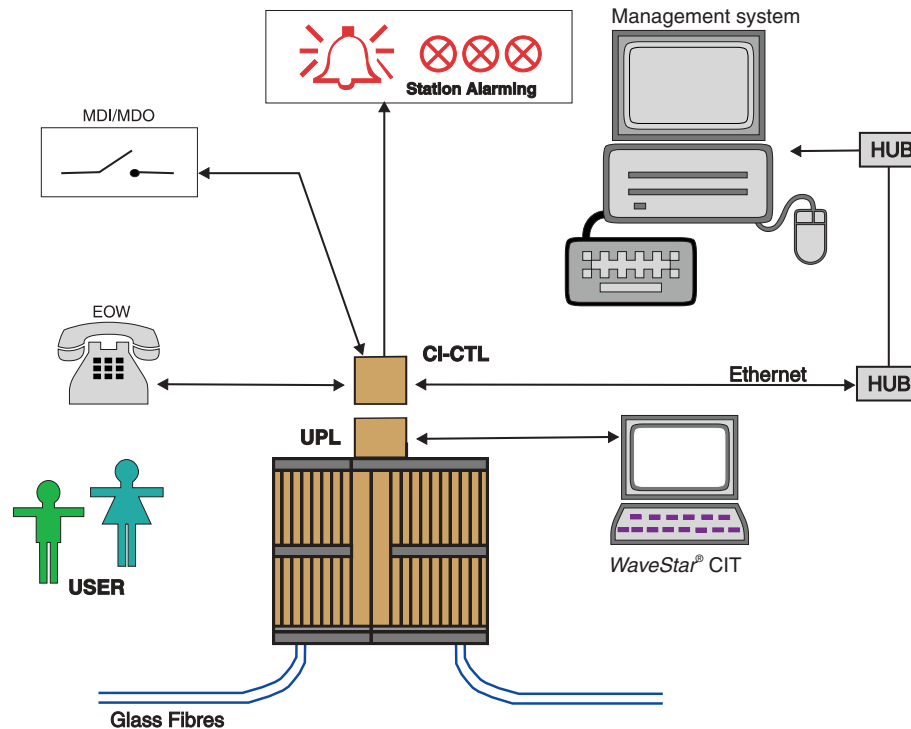 Management system
Station Alarming
MDI/MDO
HUB
EOW
CI-CTL
Ethernet
HUB
UPL
USER
WaveStar® CIT
Glass Fibres